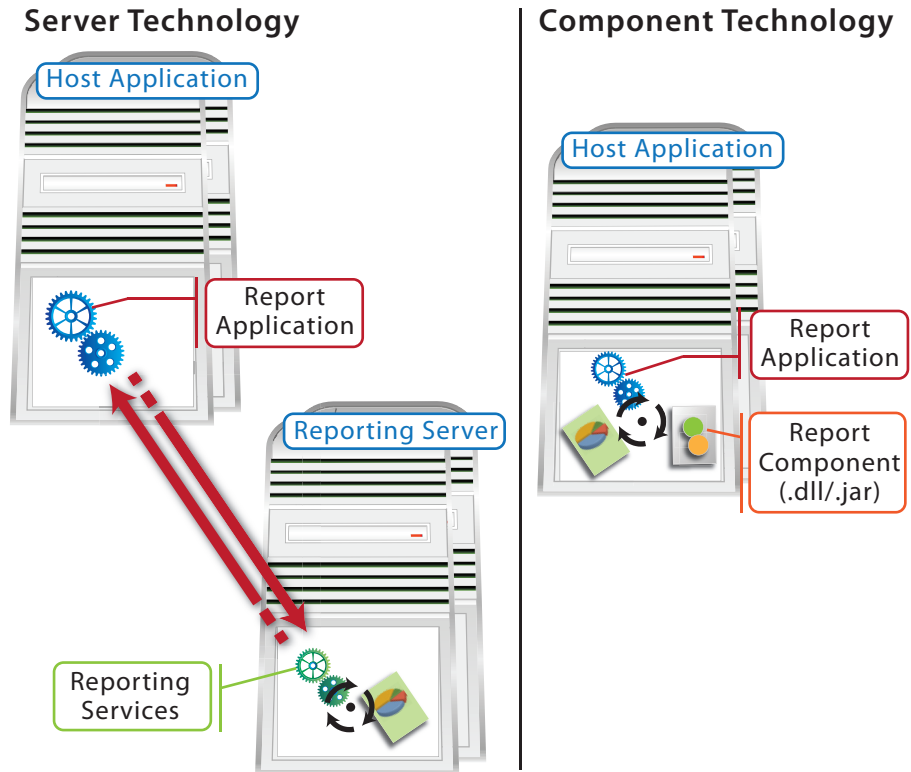 Server Technology
Host Application
Report
Application
Reporting Server
Reporting
Services
Component Technology
Host Application
Report
Application
Report
Component
(.dll/.jar)